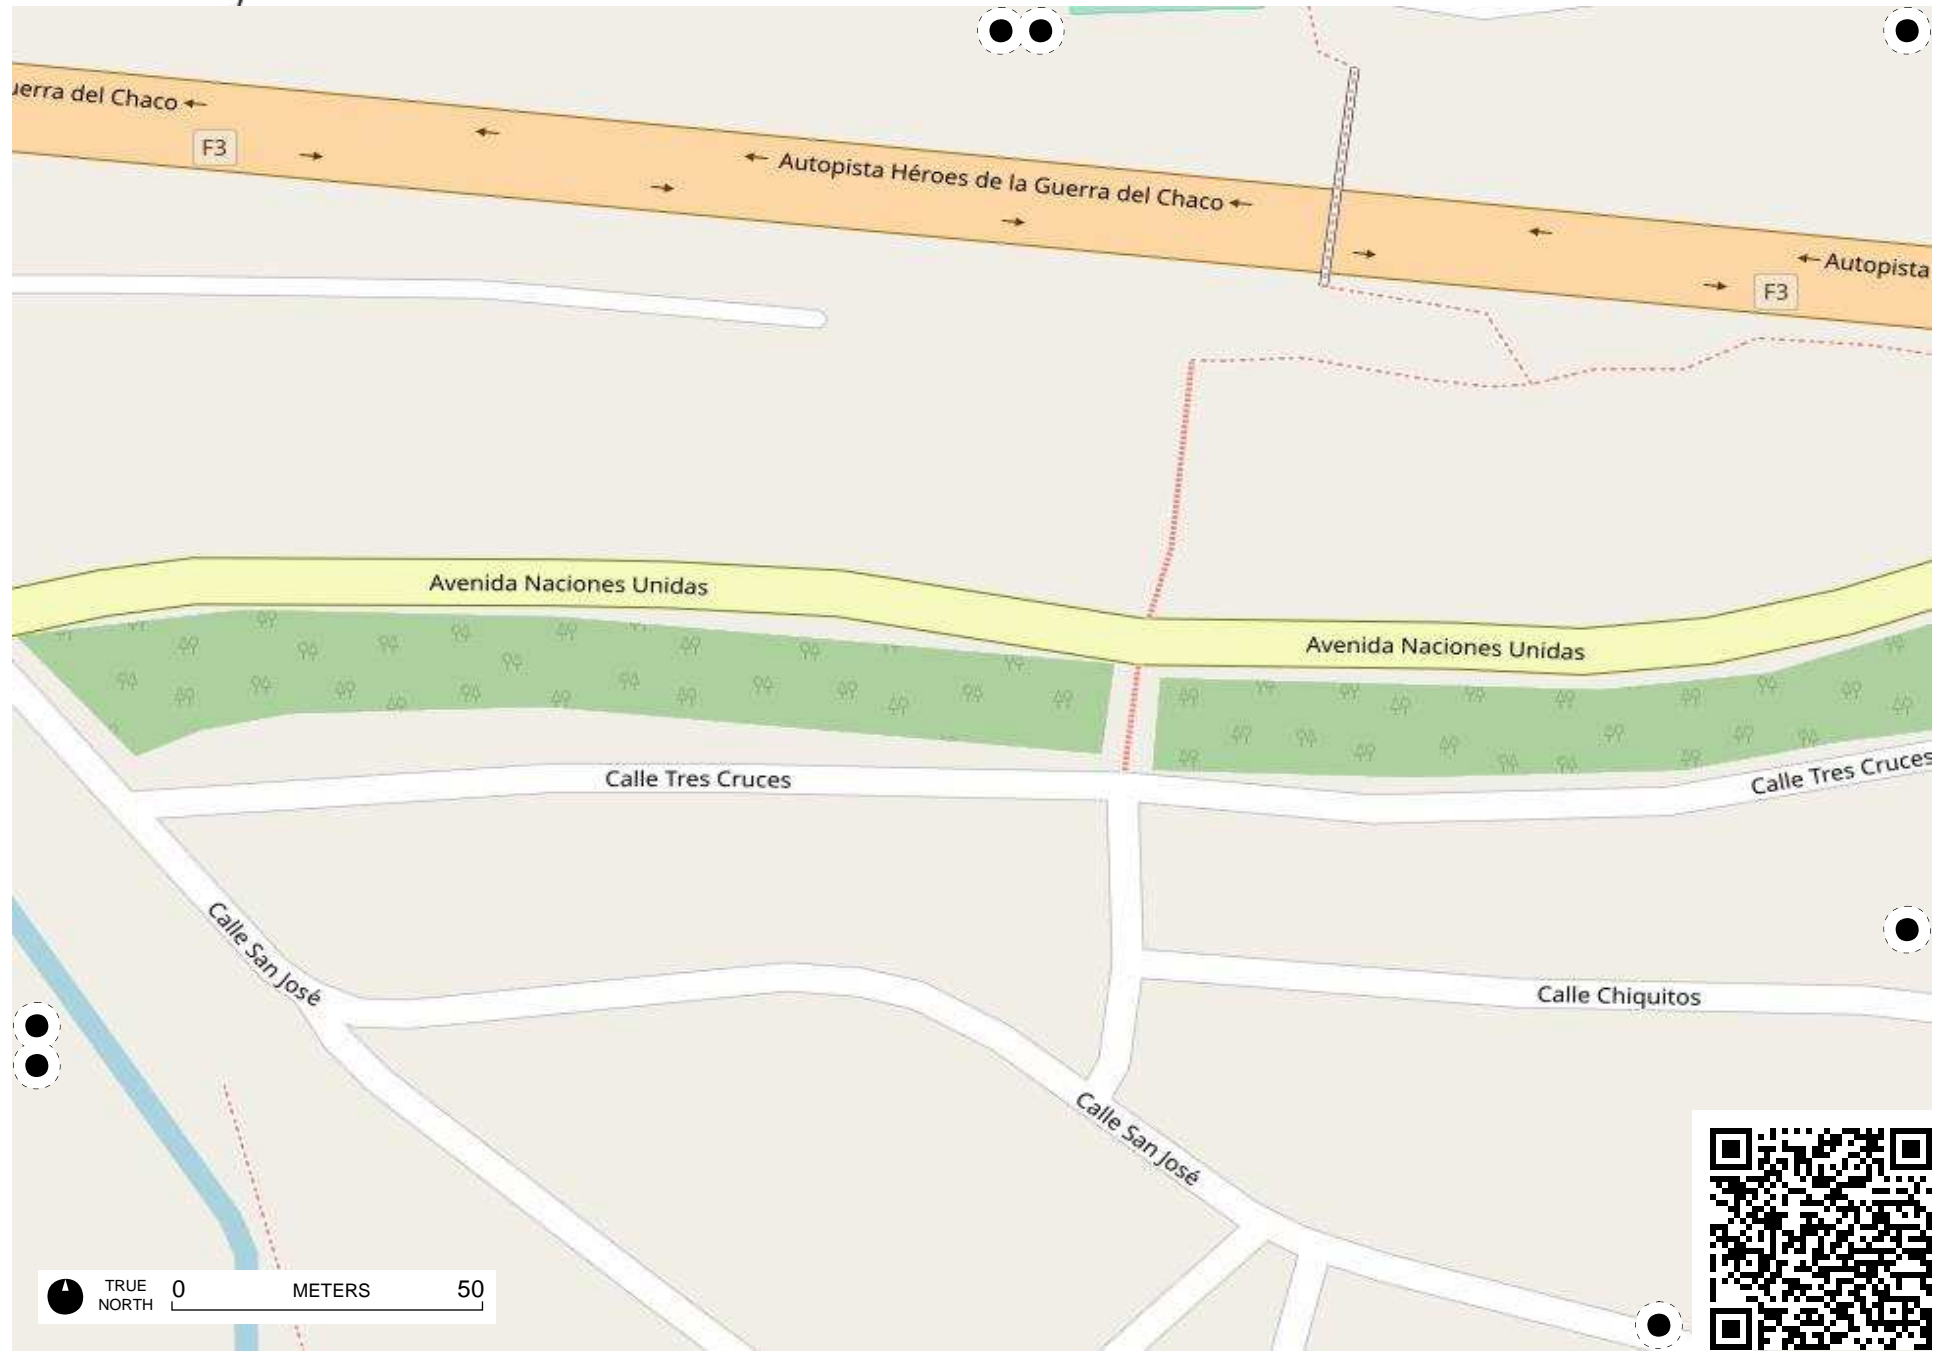 uerra del Chaco
F3
Autopista Héroes de la Guerra del Chaco
Autopista
F3
Avenida Naciones Unidas
Avenida Naciones Unidas
Calle Tres Cruces
Calle Tres Cruces
Calle San José
Calle Chiquitos
Calle San José
TRUE NORTH
0 METERS 50